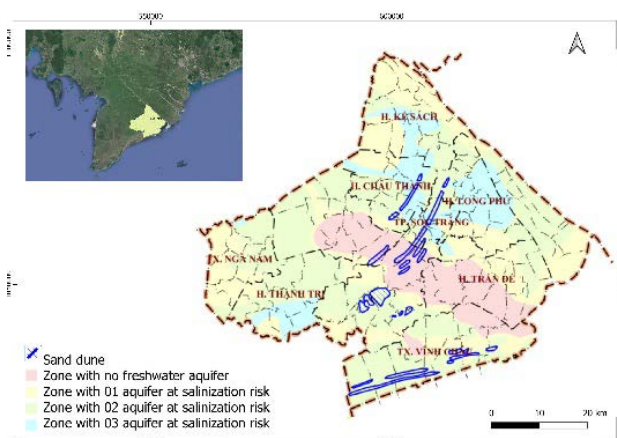 550000
600000
H. KẾ SÁCH
H. CHÂU THÀNH
H. LONG PHÚ
TP. SÓC TRĂNG
TX. NGÃ NĂM
H. TRẦN ĐỀ
H. THẠNH TRỊ
TX. VĨNH CHÂU
Sand dune
Zone with no freshwater aquifer
Zone with 01 aquifer at salinization risk
Zone with 02 aquifer at salinization risk
Zone with 03 aquifer at salinization risk
0 10 20 km